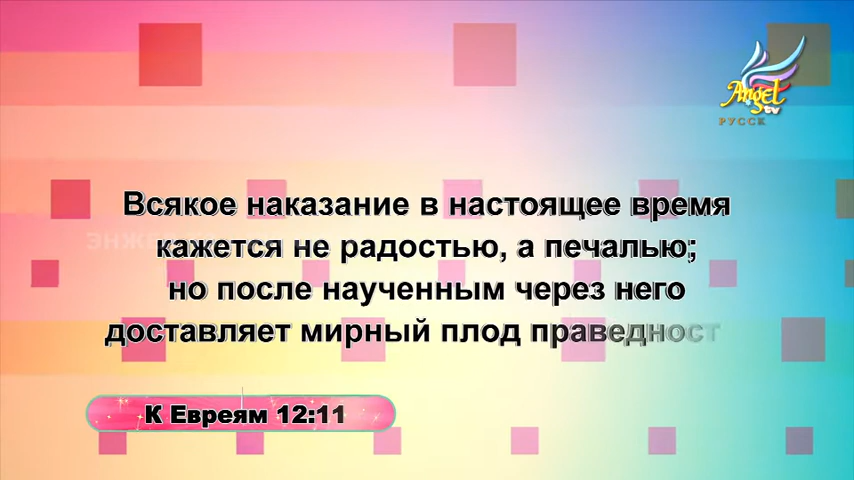 Angel
tv
РУССК
Всякое наказание в настоящее время
кажется не радостью, а печалью;
но после наученным через него
доставляет мирный плод праведност
К Евреям 12:11